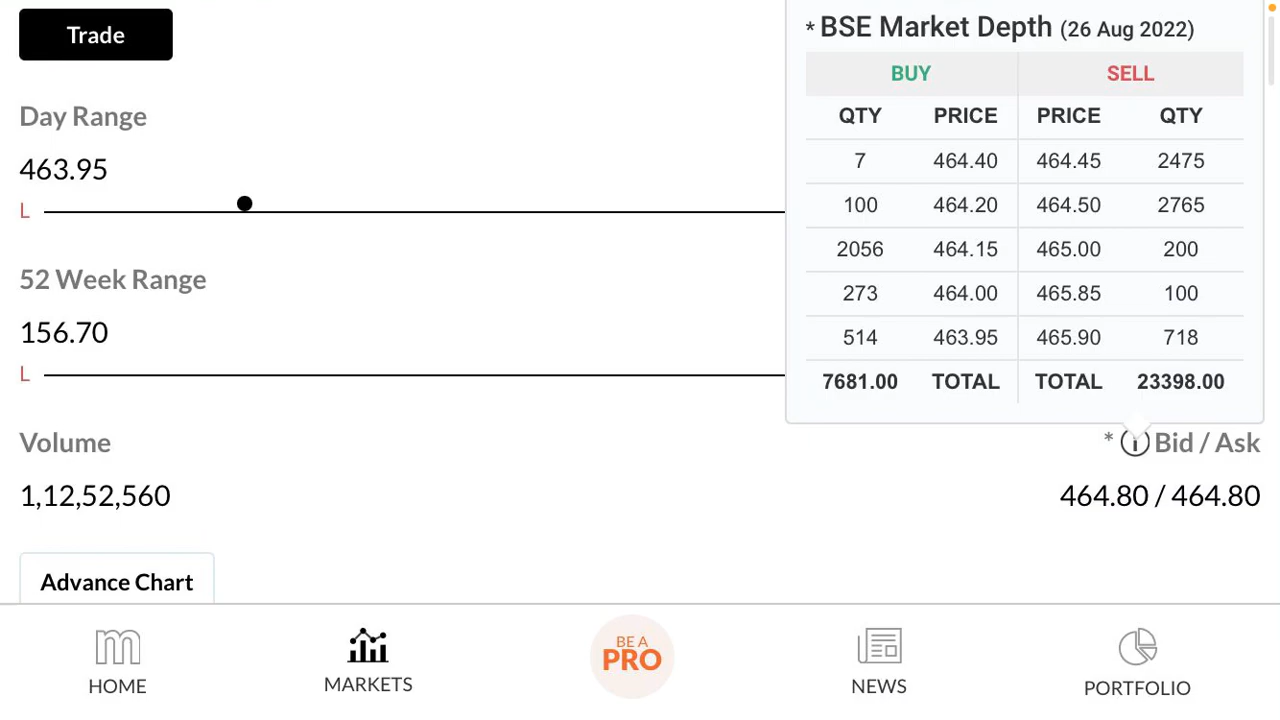 Trade
Day Range
463.95
L
52 Week Range
156.70
L
Volume
1,12,52,560
Advance Chart
* BSE Market Depth (26 Aug 2022)
BUY SELL
QTY PRICE PRICE QTY
7 464.40 464.45 2475
100 464.20 464.50 2765
2056 464.15 465.00 200
273 464.00 465.85 100
514 463.95 465.90 718
7681.00 TOTAL TOTAL 23398.00
* i Bid / Ask
464.80 / 464.80
m
HOME
MARKETS
BE A
PRO
NEWS
PORTFOLIO